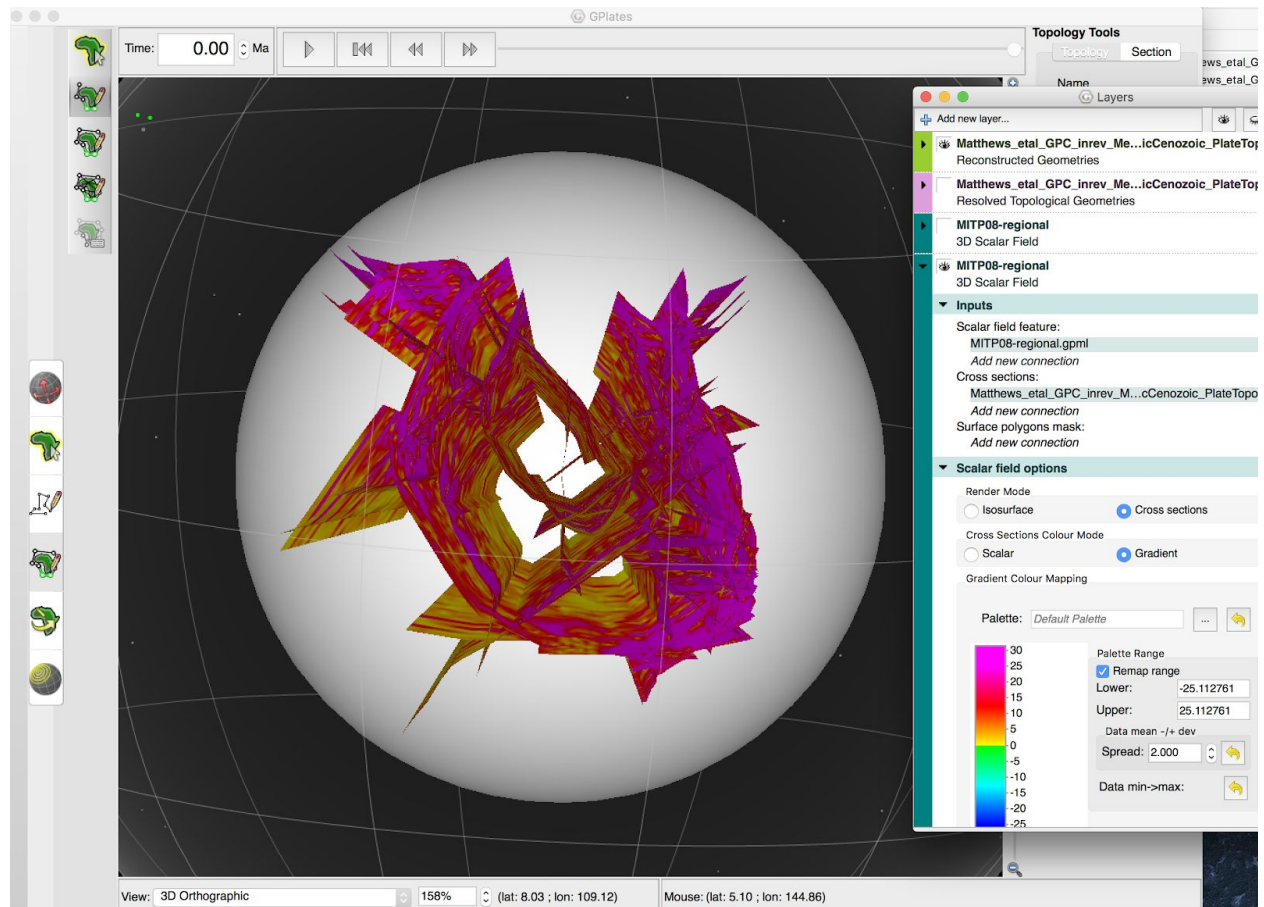 GPlates
Time: 0.00 Ma
Topology Tools
Topology Section
Name
ews_etal_G
ews_etal_G
Layers
Add new layer...
Matthews_etal_GPC_inrev_Me...icCenozoic_PlateTop
Reconstructed Geometries
Matthews_etal_GPC_inrev_Me...icCenozoic_PlateTop
Resolved Topological Geometries
MITP08-regional
3D Scalar Field
MITP08-regional
3D Scalar Field
Inputs
Scalar field feature:
MITP08-regional.gpml
Add new connection
Cross sections:
Matthews_etal_GPC_inrev_M...cCenozoic_PlateTopo
Add new connection
Surface polygons mask:
Add new connection
Scalar field options
Render Mode
Isosurface Cross sections
Cross Sections Colour Mode
Scalar Gradient
Gradient Colour Mapping
Palette: Default Palette ...
30
25
20
15
10
5
0
-5
-10
-15
-20
-25
Palette Range
Remap range
Lower: -25.112761
Upper: 25.112761
Data mean -/+ dev
Spread: 2.000
Data min->max:
View: 3D Orthographic 158% (lat: 8.03 ; lon: 109.12) Mouse: (lat: 5.10 ; lon: 144.86)